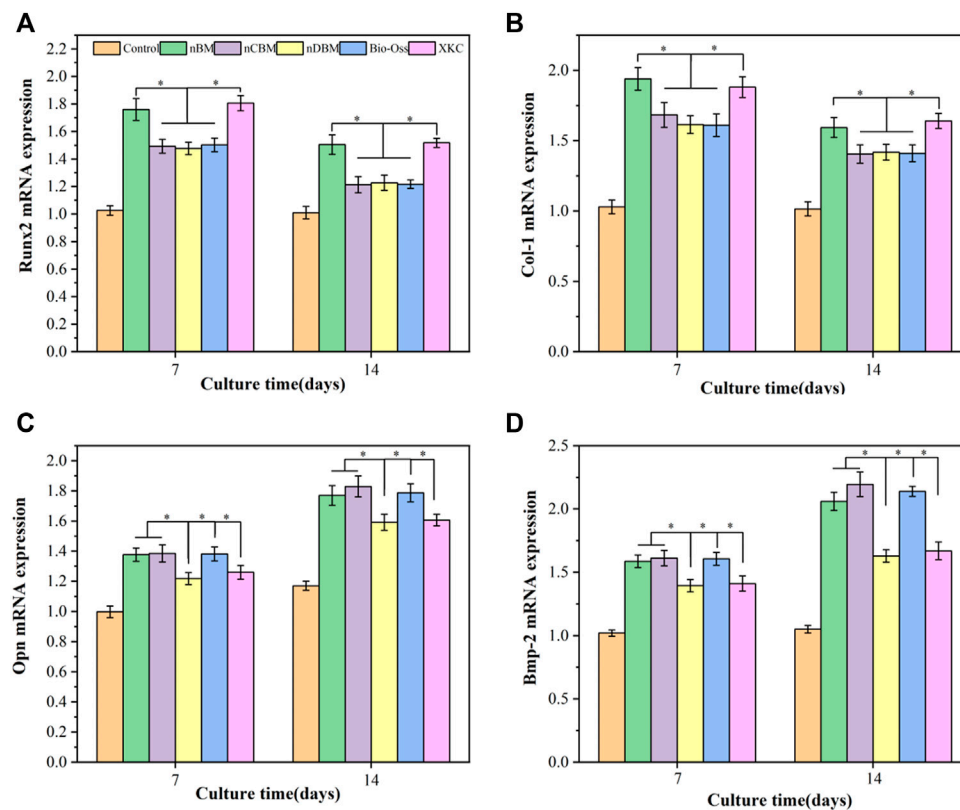 A
Control nBM nCBM nDBM Bio-Oss XKC
2.2
2.0
1.8
1.6
1.4
1.2
1.0
0.8
0.6
0.4
0.2
0.0
Runx2 mRNA expression
* *
* *
7 14
Culture time(days)
B
2.0
1.5
1.0
0.5
0.0
Col-1 mRNA expression
* *
* *
7 14
Culture time(days)
C
2.0
1.8
1.6
1.4
1.2
1.0
0.8
0.6
0.4
0.2
0.0
Opn mRNA expression
* * *
* * *
7 14
Culture time(days)
D
2.5
2.0
1.5
1.0
0.5
0.0
Bmp-2 mRNA expression
* * *
* * *
7 14
Culture time(days)